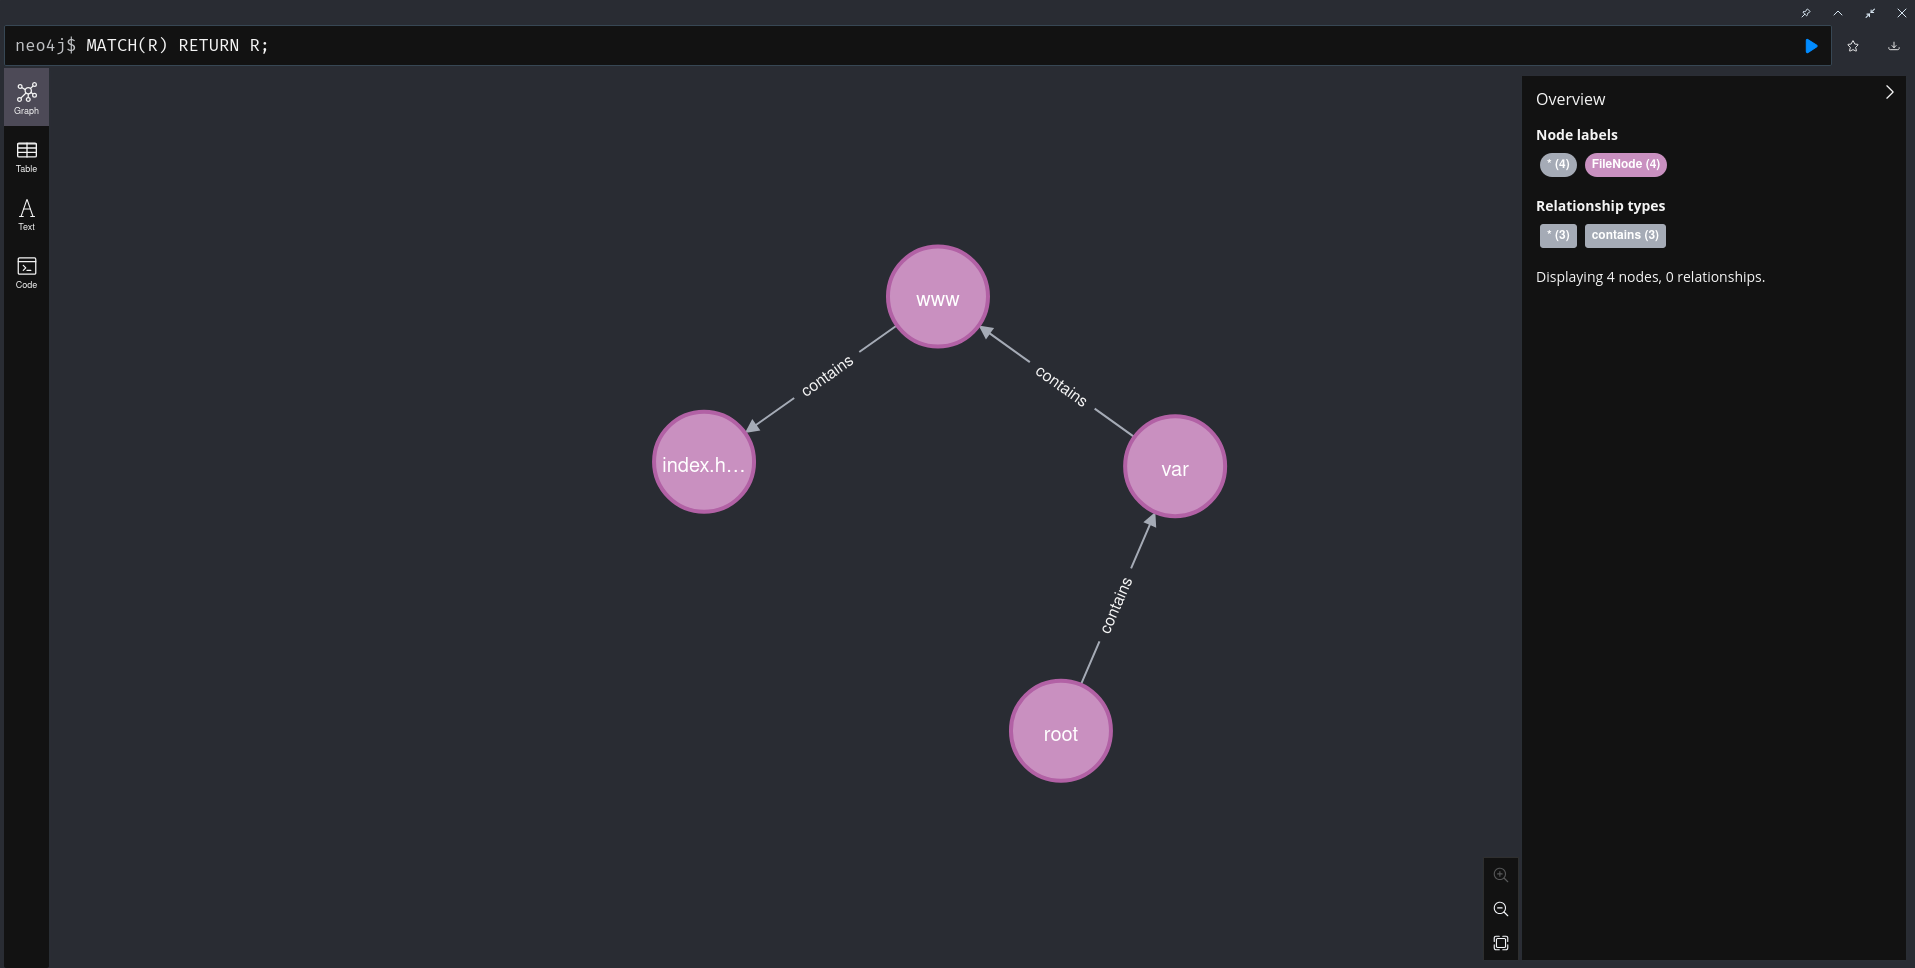 neo4j$ MATCH(R) RETURN R;
Graph
Table
Text
Code
www
contains
contains
index.h...
var
contains
root
Overview
Node labels
* (4) FileNode (4)
Relationship types
* (3) contains (3)
Displaying 4 nodes, 0 relationships.